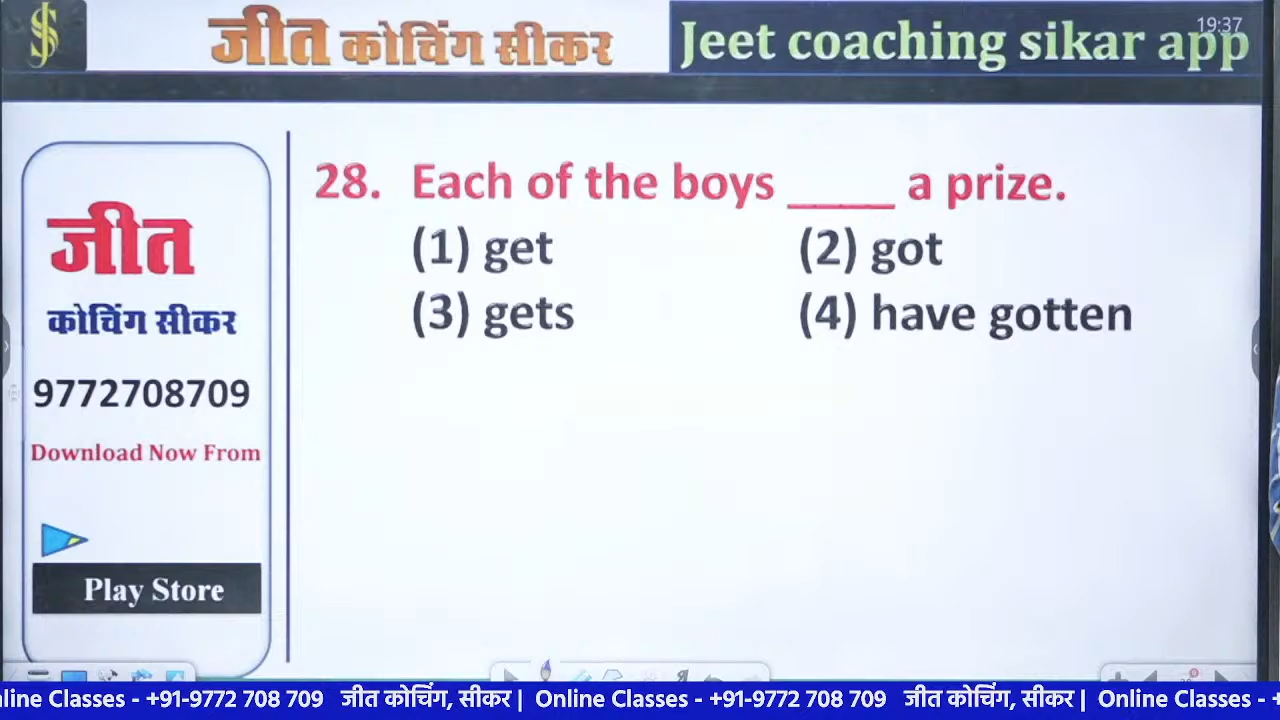 जीत कोचिंग सीकर
Jeet coaching sikar app
19:37
28. Each of the boys _____ a prize.
(1) get (2) got
(3) gets (4) have gotten
जीत
कोचिंग सीकर
9772708709
Download Now From
Play Store
nline Classes - +91-9772 708 709 जीत कोचिंग, सीकर | Online Classes - +91-9772 708 709 जीत कोचिंग, सीकर | Online Classes - +